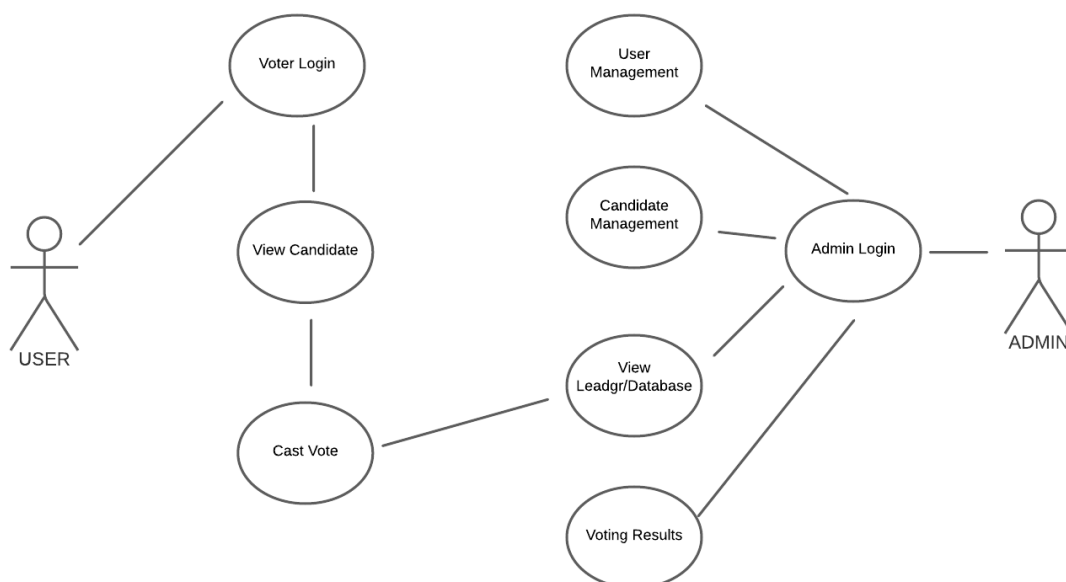 Voter Login
User
Management
Candidate
Management
View Candidate
Admin Login
USER
ADMIN
View
Leadgr/Database
Cast Vote
Voting Results